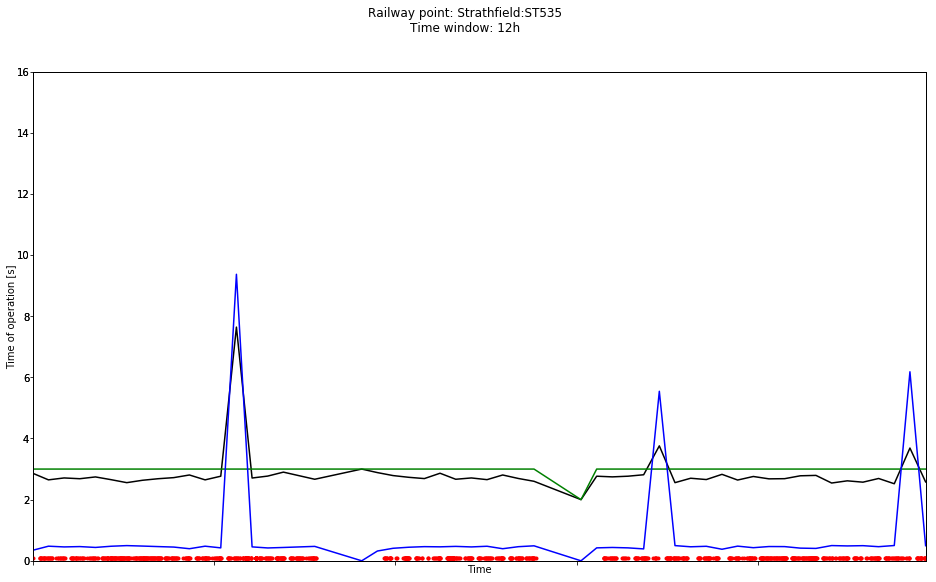 Railway point: Strathfield:ST535
Time window: 12h
16
14
12
10
8
6
4
2
0
Time of operation [s]
Time